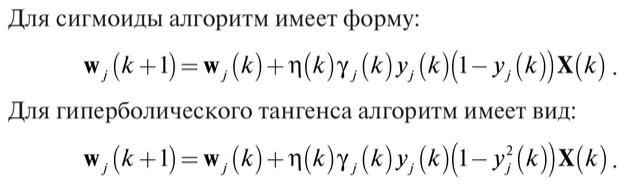 Для сигмоиды алгоритм имеет форму:
w_j(k+1)=w_j(k)+η(k)γ_j(k)y_j(k)(1−y_j(k))X(k).
Для гиперболического тангенса алгоритм имеет вид:
w_j(k+1)=w_j(k)+η(k)γ_j(k)y_j(k)(1−y_j^2(k))X(k).